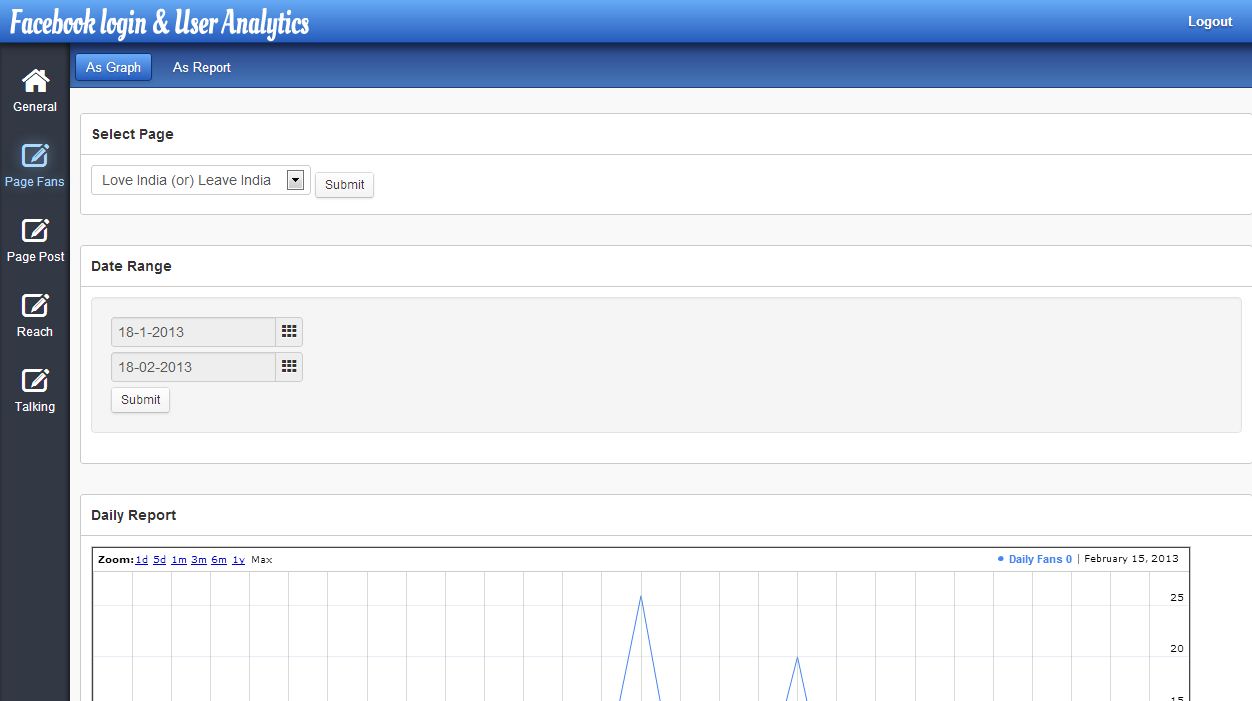 Facebook login & User Analytics
Logout
As Graph
As Report
General
Page Fans
Page Post
Reach
Talking
Select Page
Love India (or) Leave India
Submit
Date Range
18-1-2013
18-02-2013
Submit
Daily Report
Zoom: 1d 5d 1m 3m 6m 1y Max
Daily Fans 0 | February 15, 2013
25
20
15